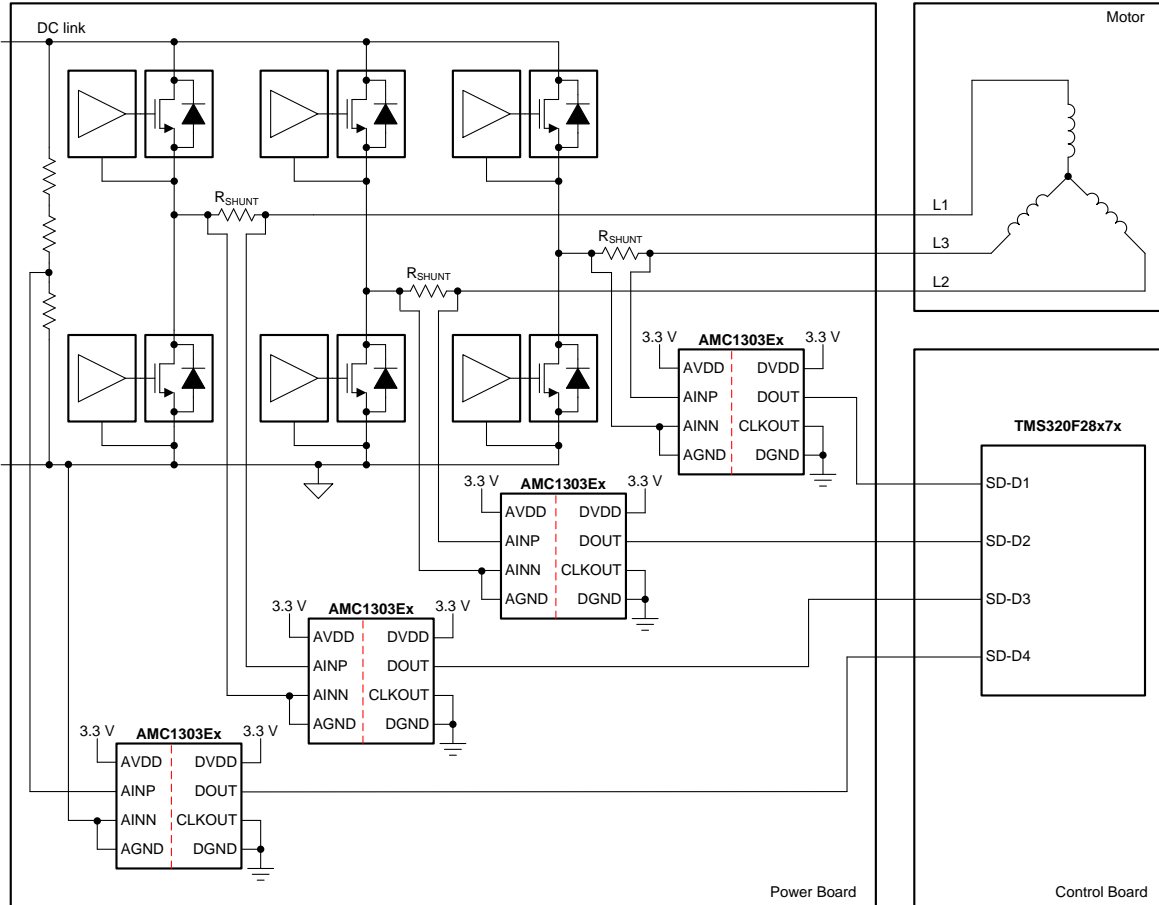 DC link
Motor
R_SHUNT
L1
R_SHUNT
L3
R_SHUNT
L2
3.3 V
AMC1303Ex
3.3 V
AVDD
DVDD
AINP
DOUT
AINN
CLKOUT
AGND
DGND
TMS320F28x7x
SD-D1
SD-D2
SD-D3
SD-D4
3.3 V
AMC1303Ex
3.3 V
AVDD
DVDD
AINP
DOUT
AINN
CLKOUT
AGND
DGND
3.3 V
AMC1303Ex
3.3 V
AVDD
DVDD
AINP
DOUT
AINN
CLKOUT
AGND
DGND
3.3 V
AMC1303Ex
3.3 V
AVDD
DVDD
AINP
DOUT
AINN
CLKOUT
AGND
DGND
Power Board
Control Board